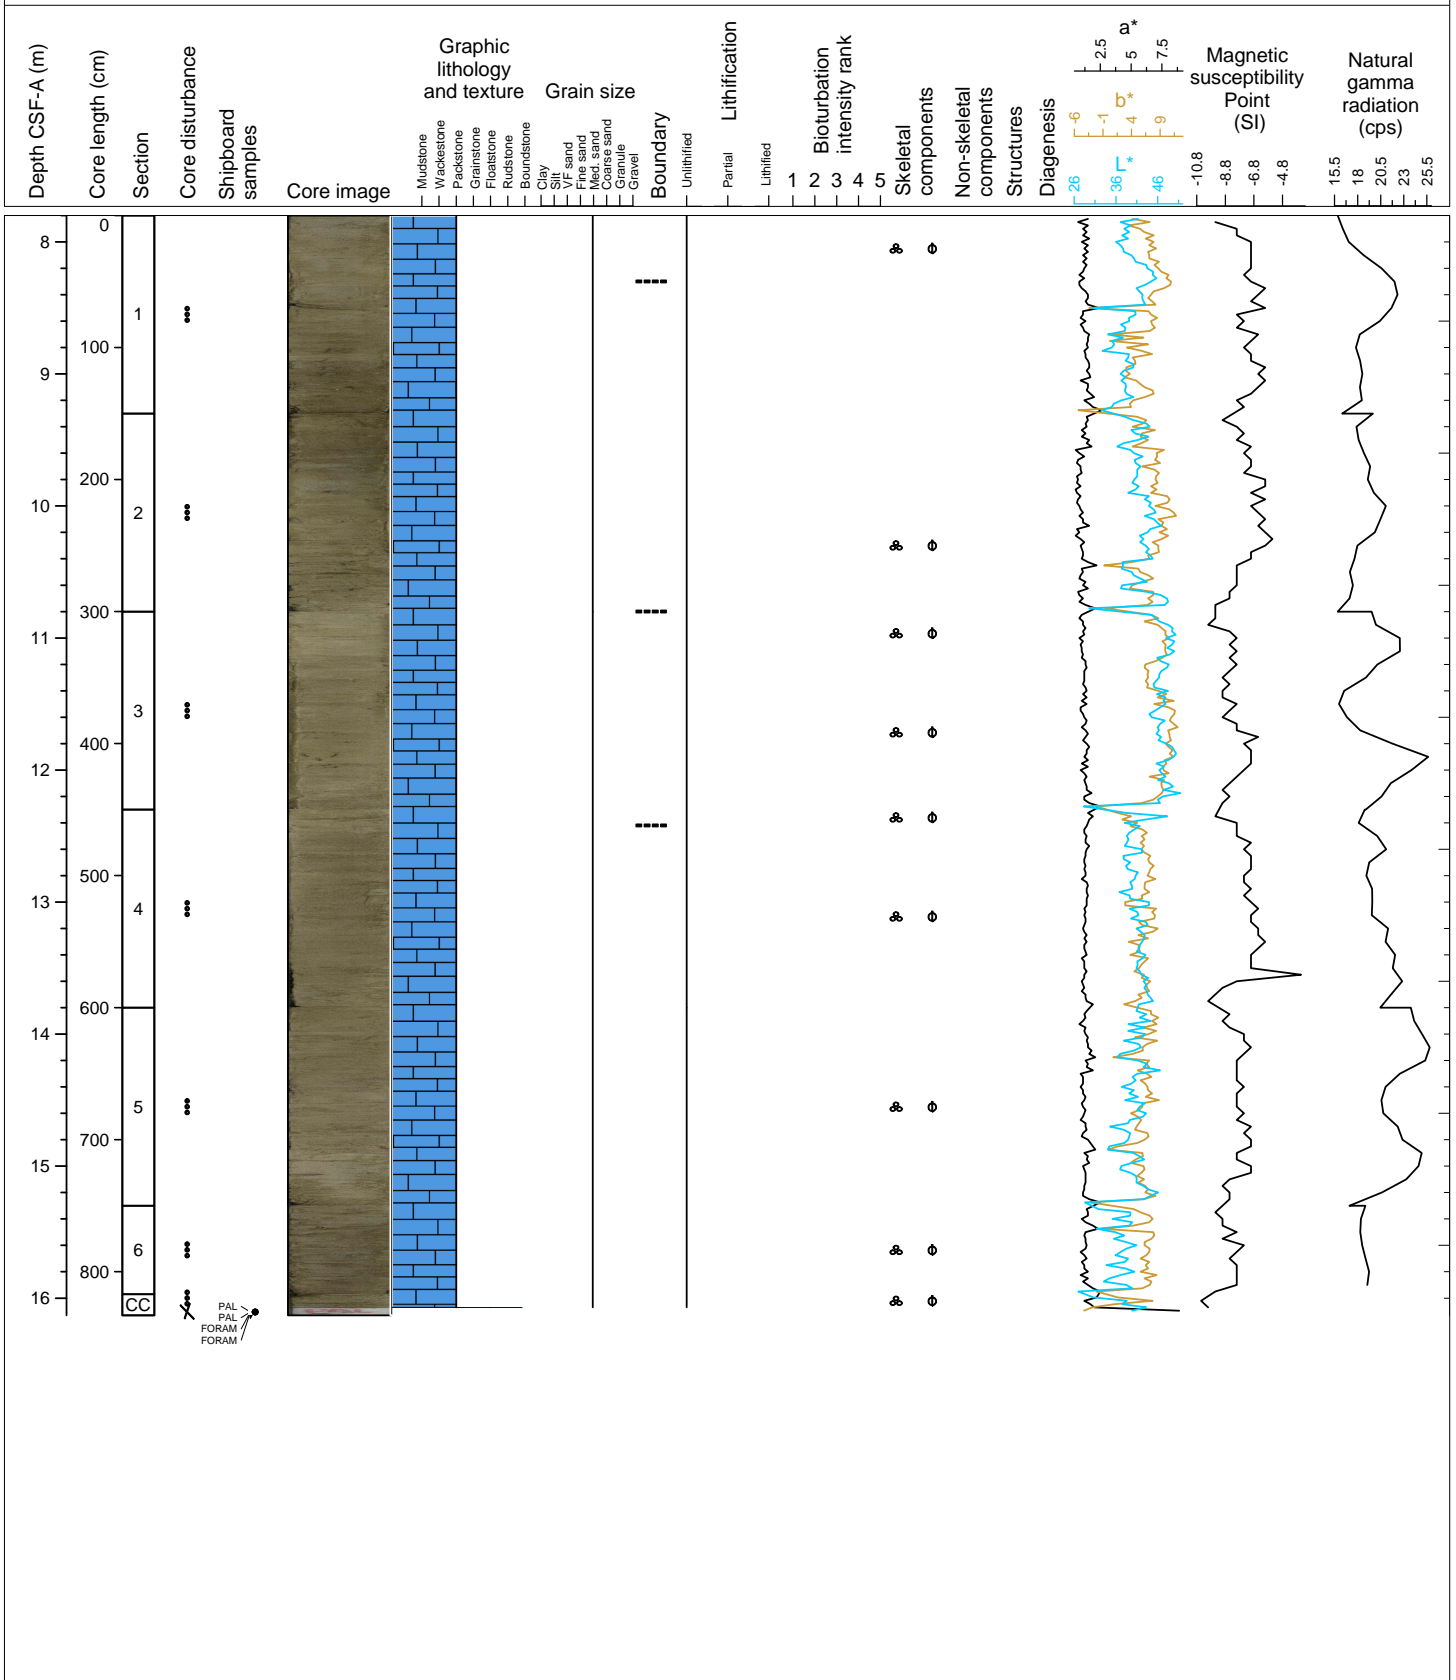 Depth CSF-A (m)
Core length (cm)
Section
Core disturbance
Shipboard
samples
Core image
Graphic
lithology
and texture
Mudstone
Wackestone
Packstone
Grainstone
Floatstone
Rudstone
Boundstone
Grain size
Clay
Silt
VF sand
Fine sand
Med. sand
Coarse sand
Granule
Gravel
Boundary
Lithification
Unlithified
Partial
Lithified
Bioturbation
intensity rank
1 2 3 4 5
Skeletal
components
Non-skeletal
components
Structures
Diagenesis
a*
2.5 5 7.5
b*
-6 -1 4 9
L*
26 36 46
Magnetic
susceptibility
Point
(SI)
-10.8 -8.8 -6.8 -4.8
Natural
gamma
radiation
(cps)
15.5 18 20.5 23 25.5
0
8
1
100
9
200
10
2
300
11
3
400
12
500
13
4
600
14
5
700
15
6
800
16
CC
PAL
PAL
FORAM
FORAM